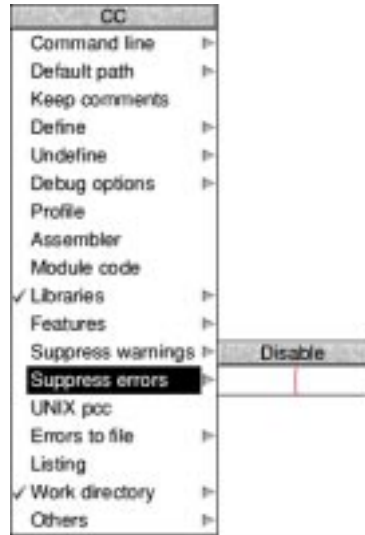 CC
Command line
Default path
Keep comments
Define
Undefine
Debug options
Profile
Assembler
Module code
Libraries
Features
Suppress warnings
Disable
Suppress errors
UNIX pcc
Errors to file
Listing
Work directory
Others